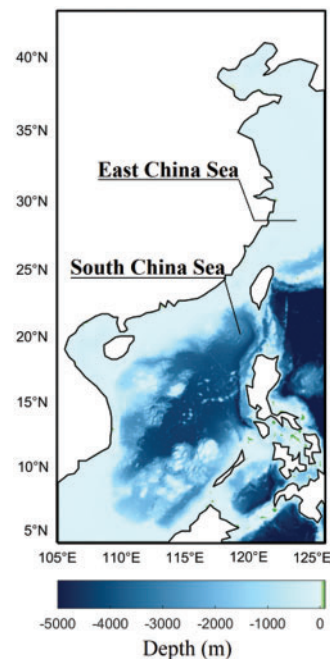 40°N
35°N
East China Sea
30°N
25°N
South China Sea
20°N
15°N
10°N
5°N
105°E 110°E 115°E 120°E 125°E
-5000 -4000 -3000 -2000 -1000 0
Depth (m)